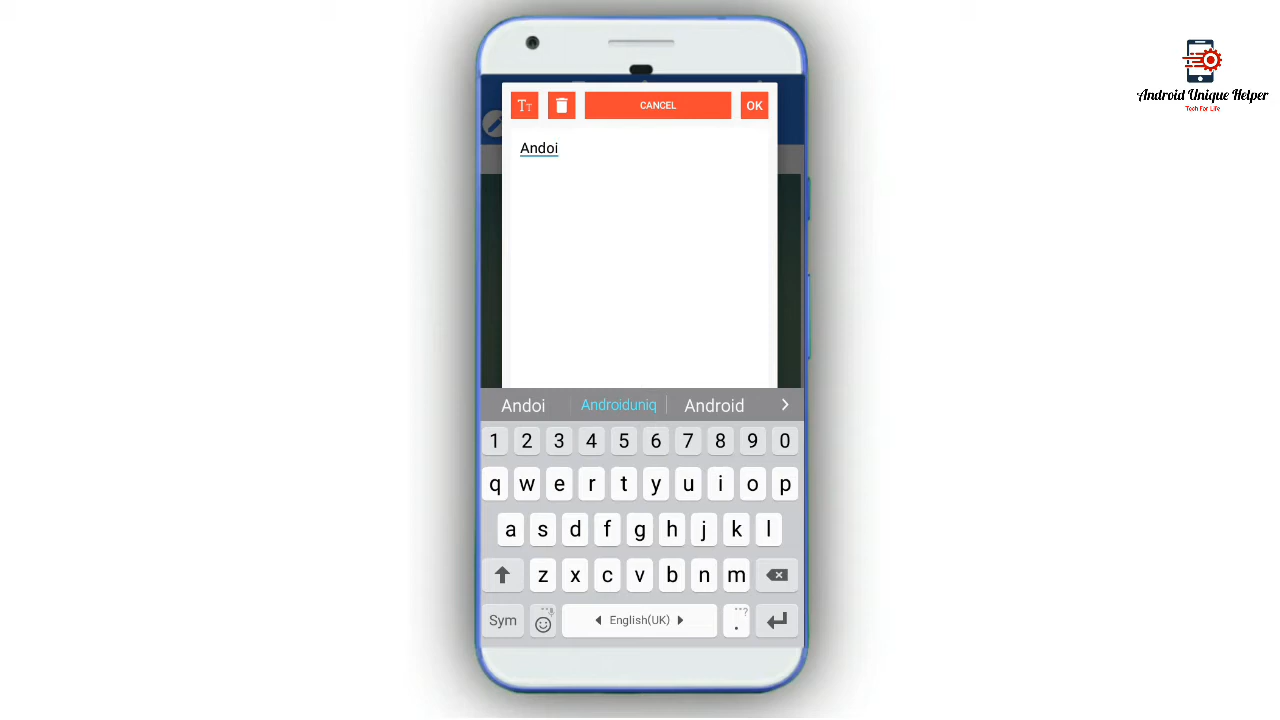 Android Unique Helper
Tech For Life
TT CANCEL OK
Andoi
Andoi Androiduniq Android
1 2 3 4 5 6 7 8 9 0
q w e r t y u i o p
a s d f g h j k l
z x c v b n m
Sym English(UK) . ...?